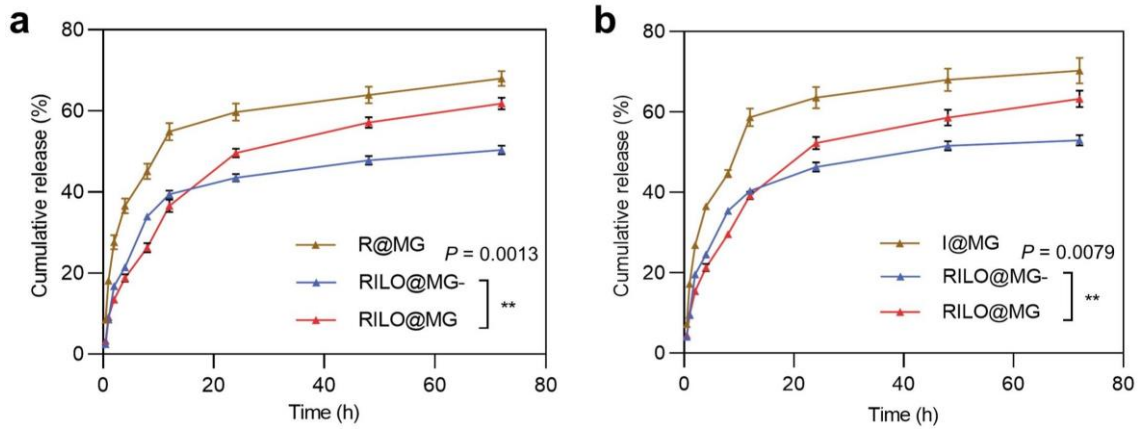 a
80
60
40
20
0
Cumulative release (%)
R@MG
P = 0.0013
RILO@MG-
**
RILO@MG
0 20 40 60 80
Time (h)
b
80
60
40
20
0
Cumulative release (%)
I@MG
P = 0.0079
RILO@MG-
**
RILO@MG
0 20 40 60 80
Time (h)